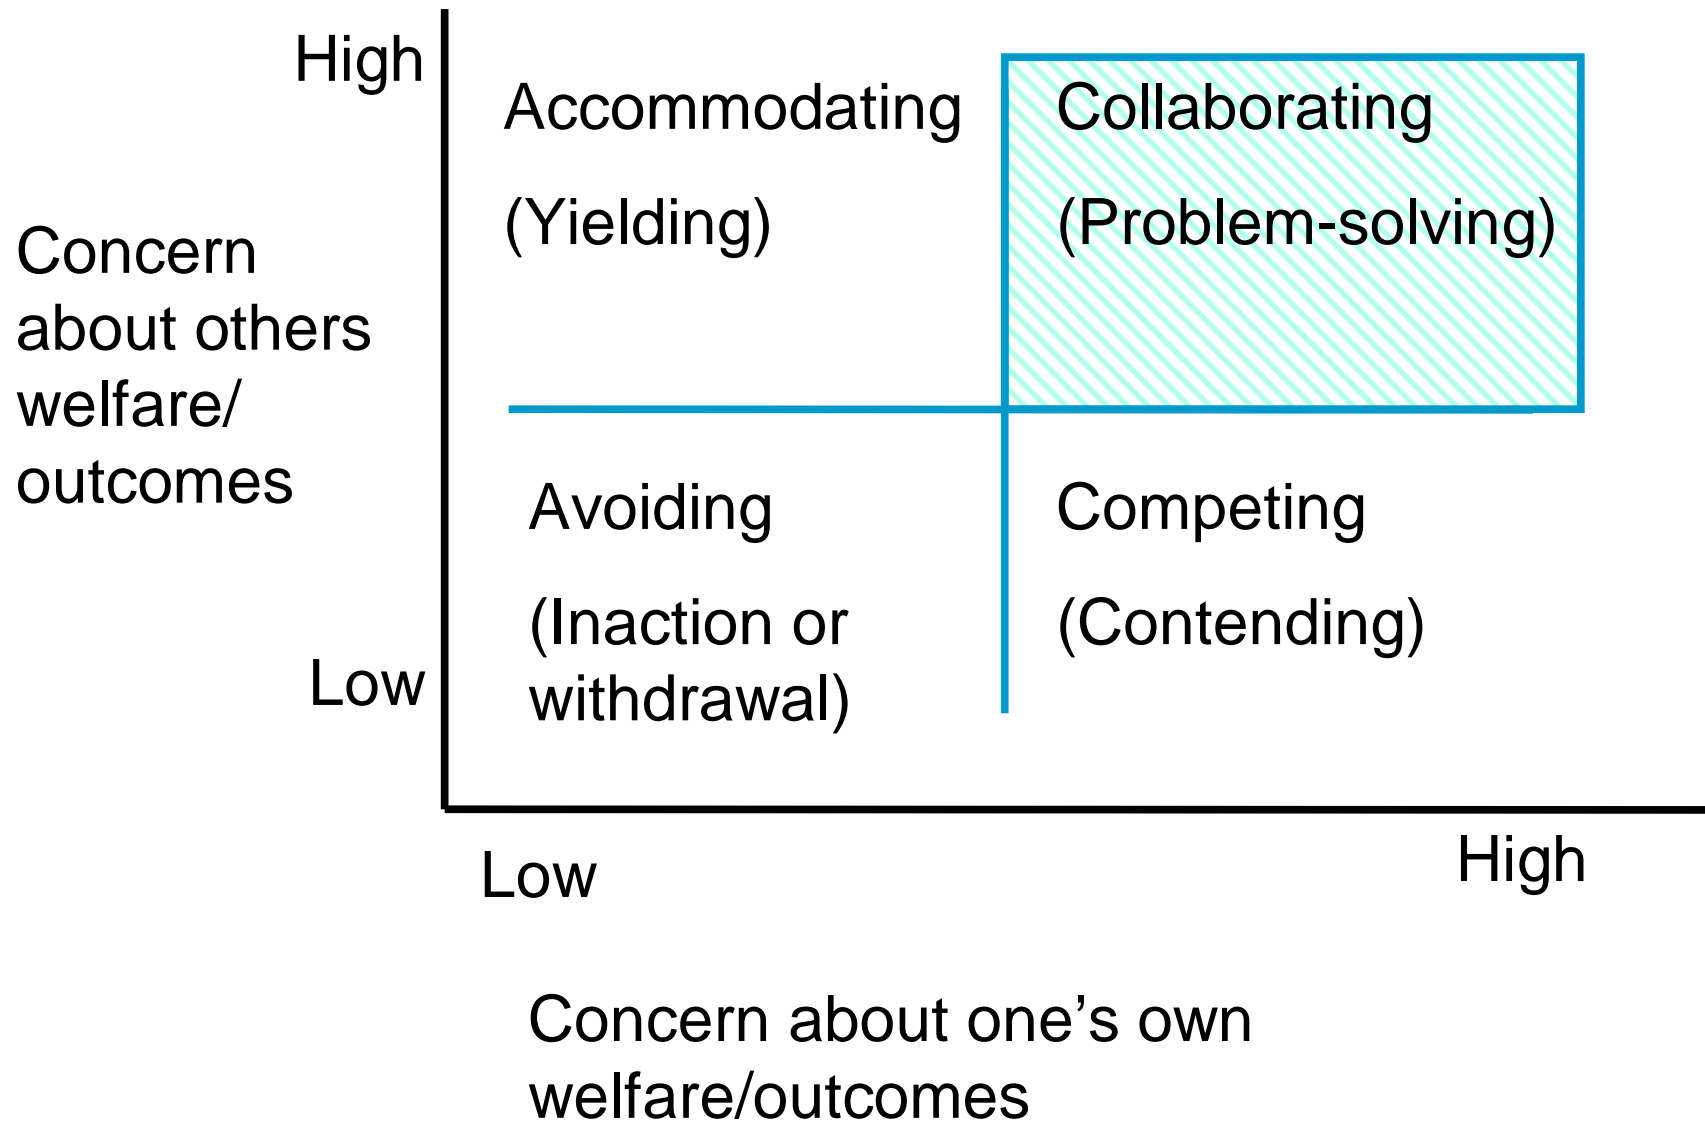 High
Accommodating
(Yielding)
Collaborating
(Problem-solving)
Concern
about others
welfare/
outcomes
Avoiding
(Inaction or
withdrawal)
Competing
(Contending)
Low
Low
High
Concern about one’s own
welfare/outcomes